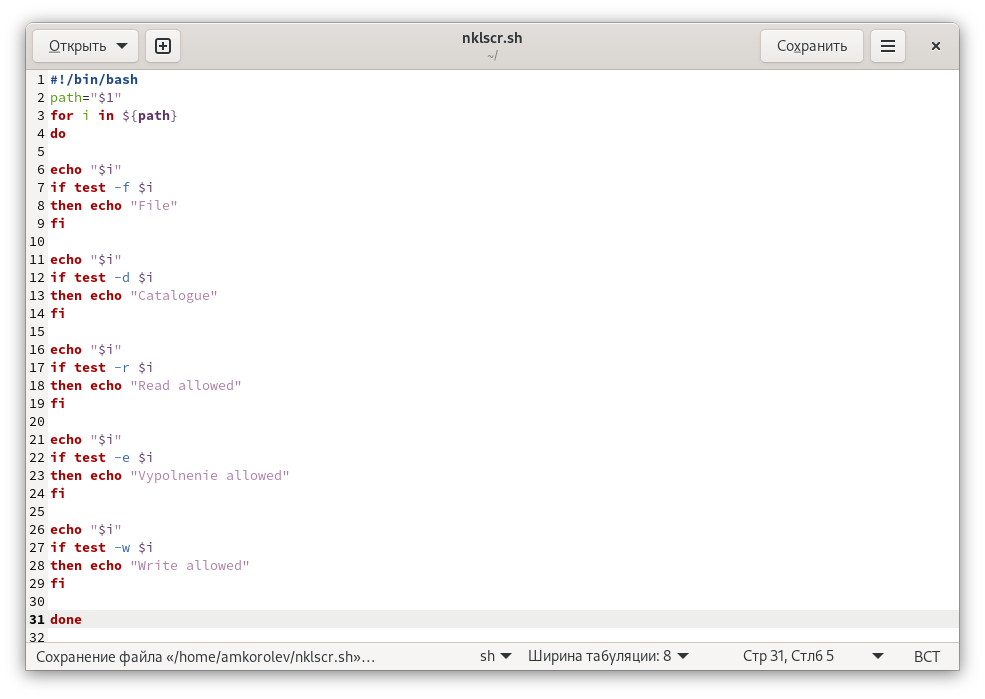 Открыть
nklscr.sh
~/
Сохранить
1 #!/bin/bash
2 path="$1"
3 for i in ${path}
4 do
5
6 echo "$i"
7 if test -f $i
8 then echo "File"
9 fi
10
11 echo "$i"
12 if test -d $i
13 then echo "Catalogue"
14 fi
15
16 echo "$i"
17 if test -r $i
18 then echo "Read allowed"
19 fi
20
21 echo "$i"
22 if test -e $i
23 then echo "Vypolnenie allowed"
24 fi
25
26 echo "$i"
27 if test -w $i
28 then echo "Write allowed"
29 fi
30
31 done
32
Сохранение файла «/home/amkorolev/nklscr.sh»… sh Ширина табуляции: 8 Стр 31, Стлб 5 ВСТ